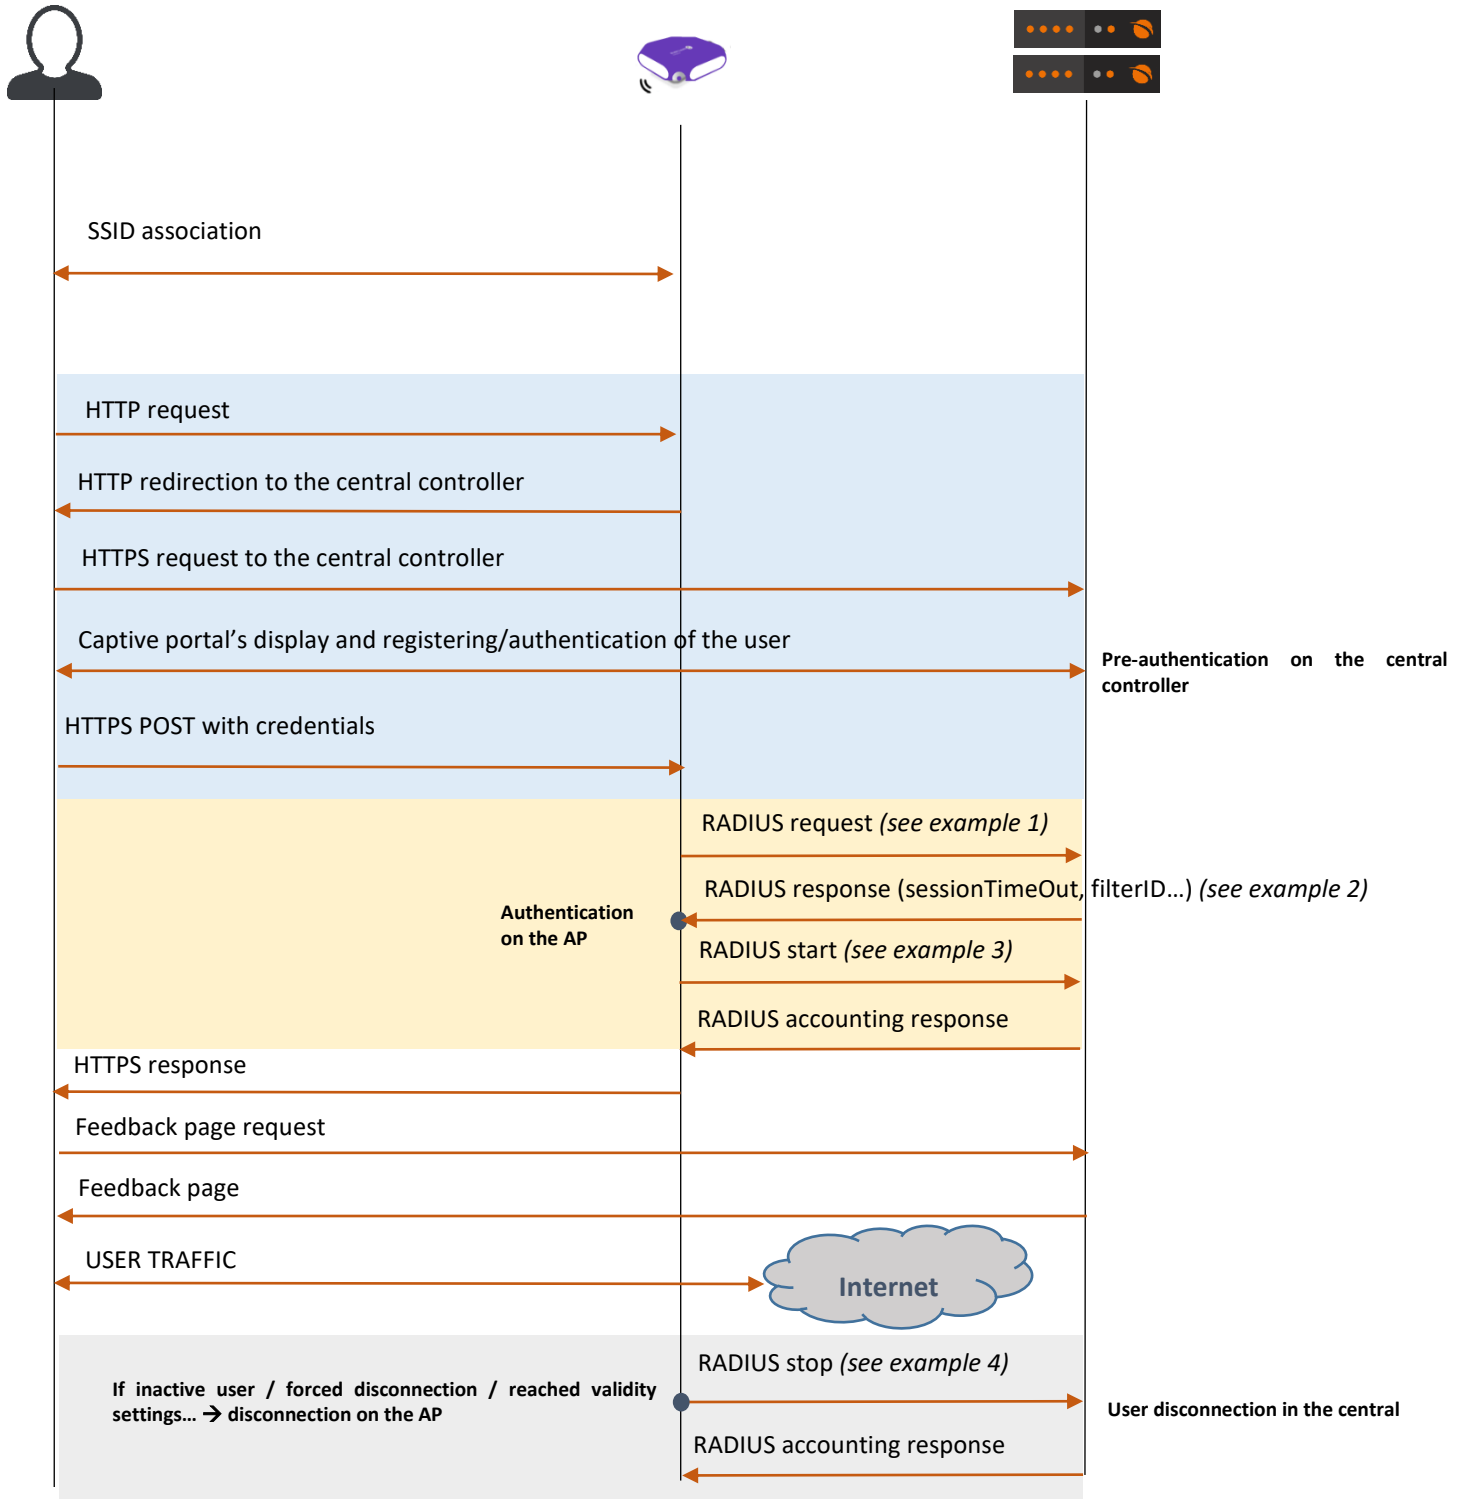 SSID association
HTTP request
HTTP redirection to the central controller
HTTPS request to the central controller
Captive portal’s display and registering/authentication of the user
Pre-authentication on the central
controller
HTTPS POST with credentials
RADIUS request (see example 1)
RADIUS response (sessionTimeOut, filterID…) (see example 2)
Authentication
on the AP
RADIUS start (see example 3)
RADIUS accounting response
HTTPS response
Feedback page request
Feedback page
USER TRAFFIC
Internet
RADIUS stop (see example 4)
If inactive user / forced disconnection / reached validity
settings… → disconnection on the AP
User disconnection in the central
RADIUS accounting response